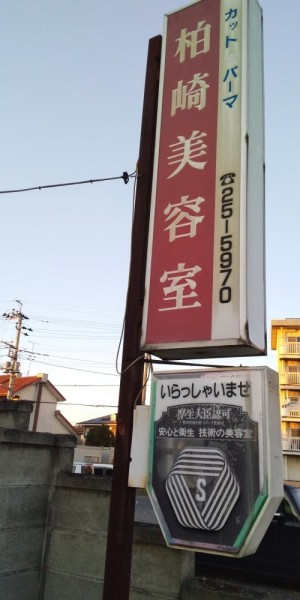 カット パーマ
柏崎美容室
☎225-5970
いらっしゃいませ
厚生大臣認可
安心と衛生 技術の美容室
S